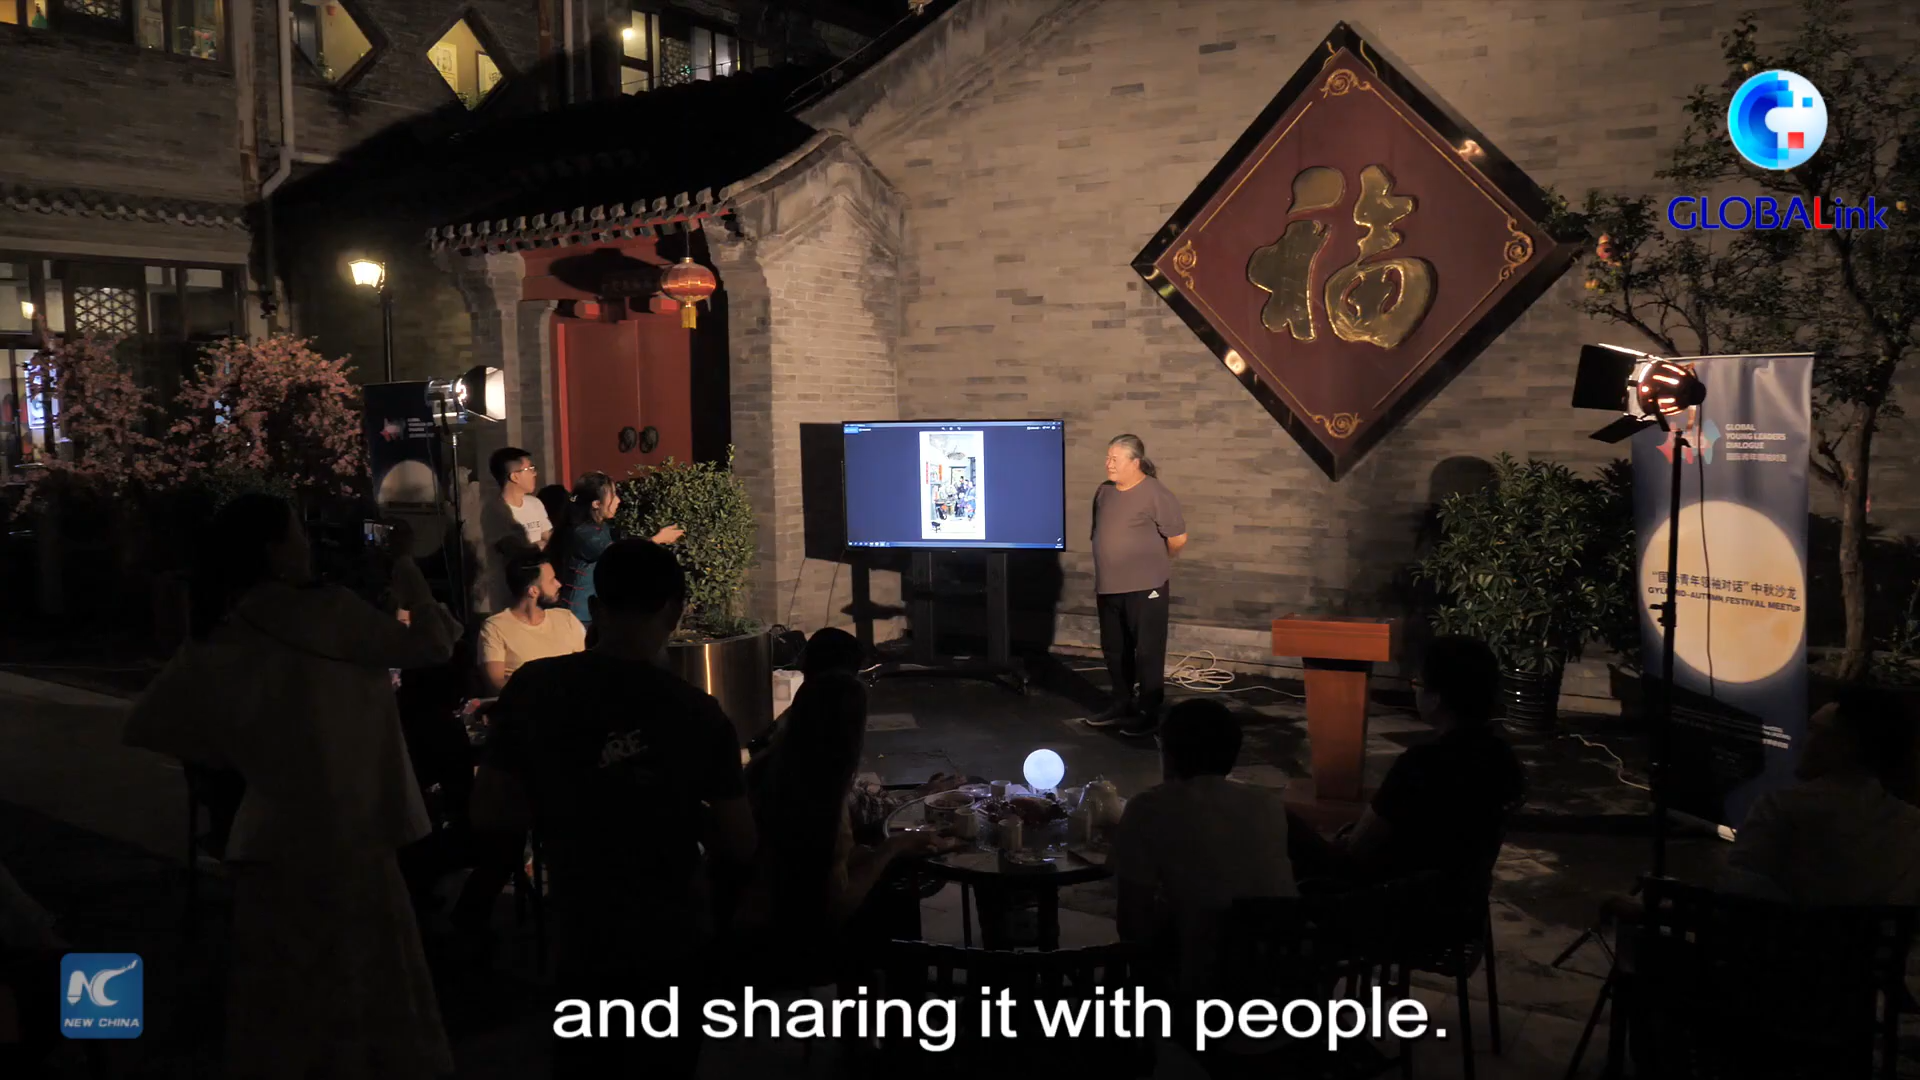 福
GLOBALink
GLOBAL
YOUNG LEADERS
DIALOGUE
国际青年领袖对话
"国际青年领袖对话"中秋沙龙
GYLD MID-AUTUMN FESTIVAL MEETUP
NC
NEW CHINA
and sharing it with people.